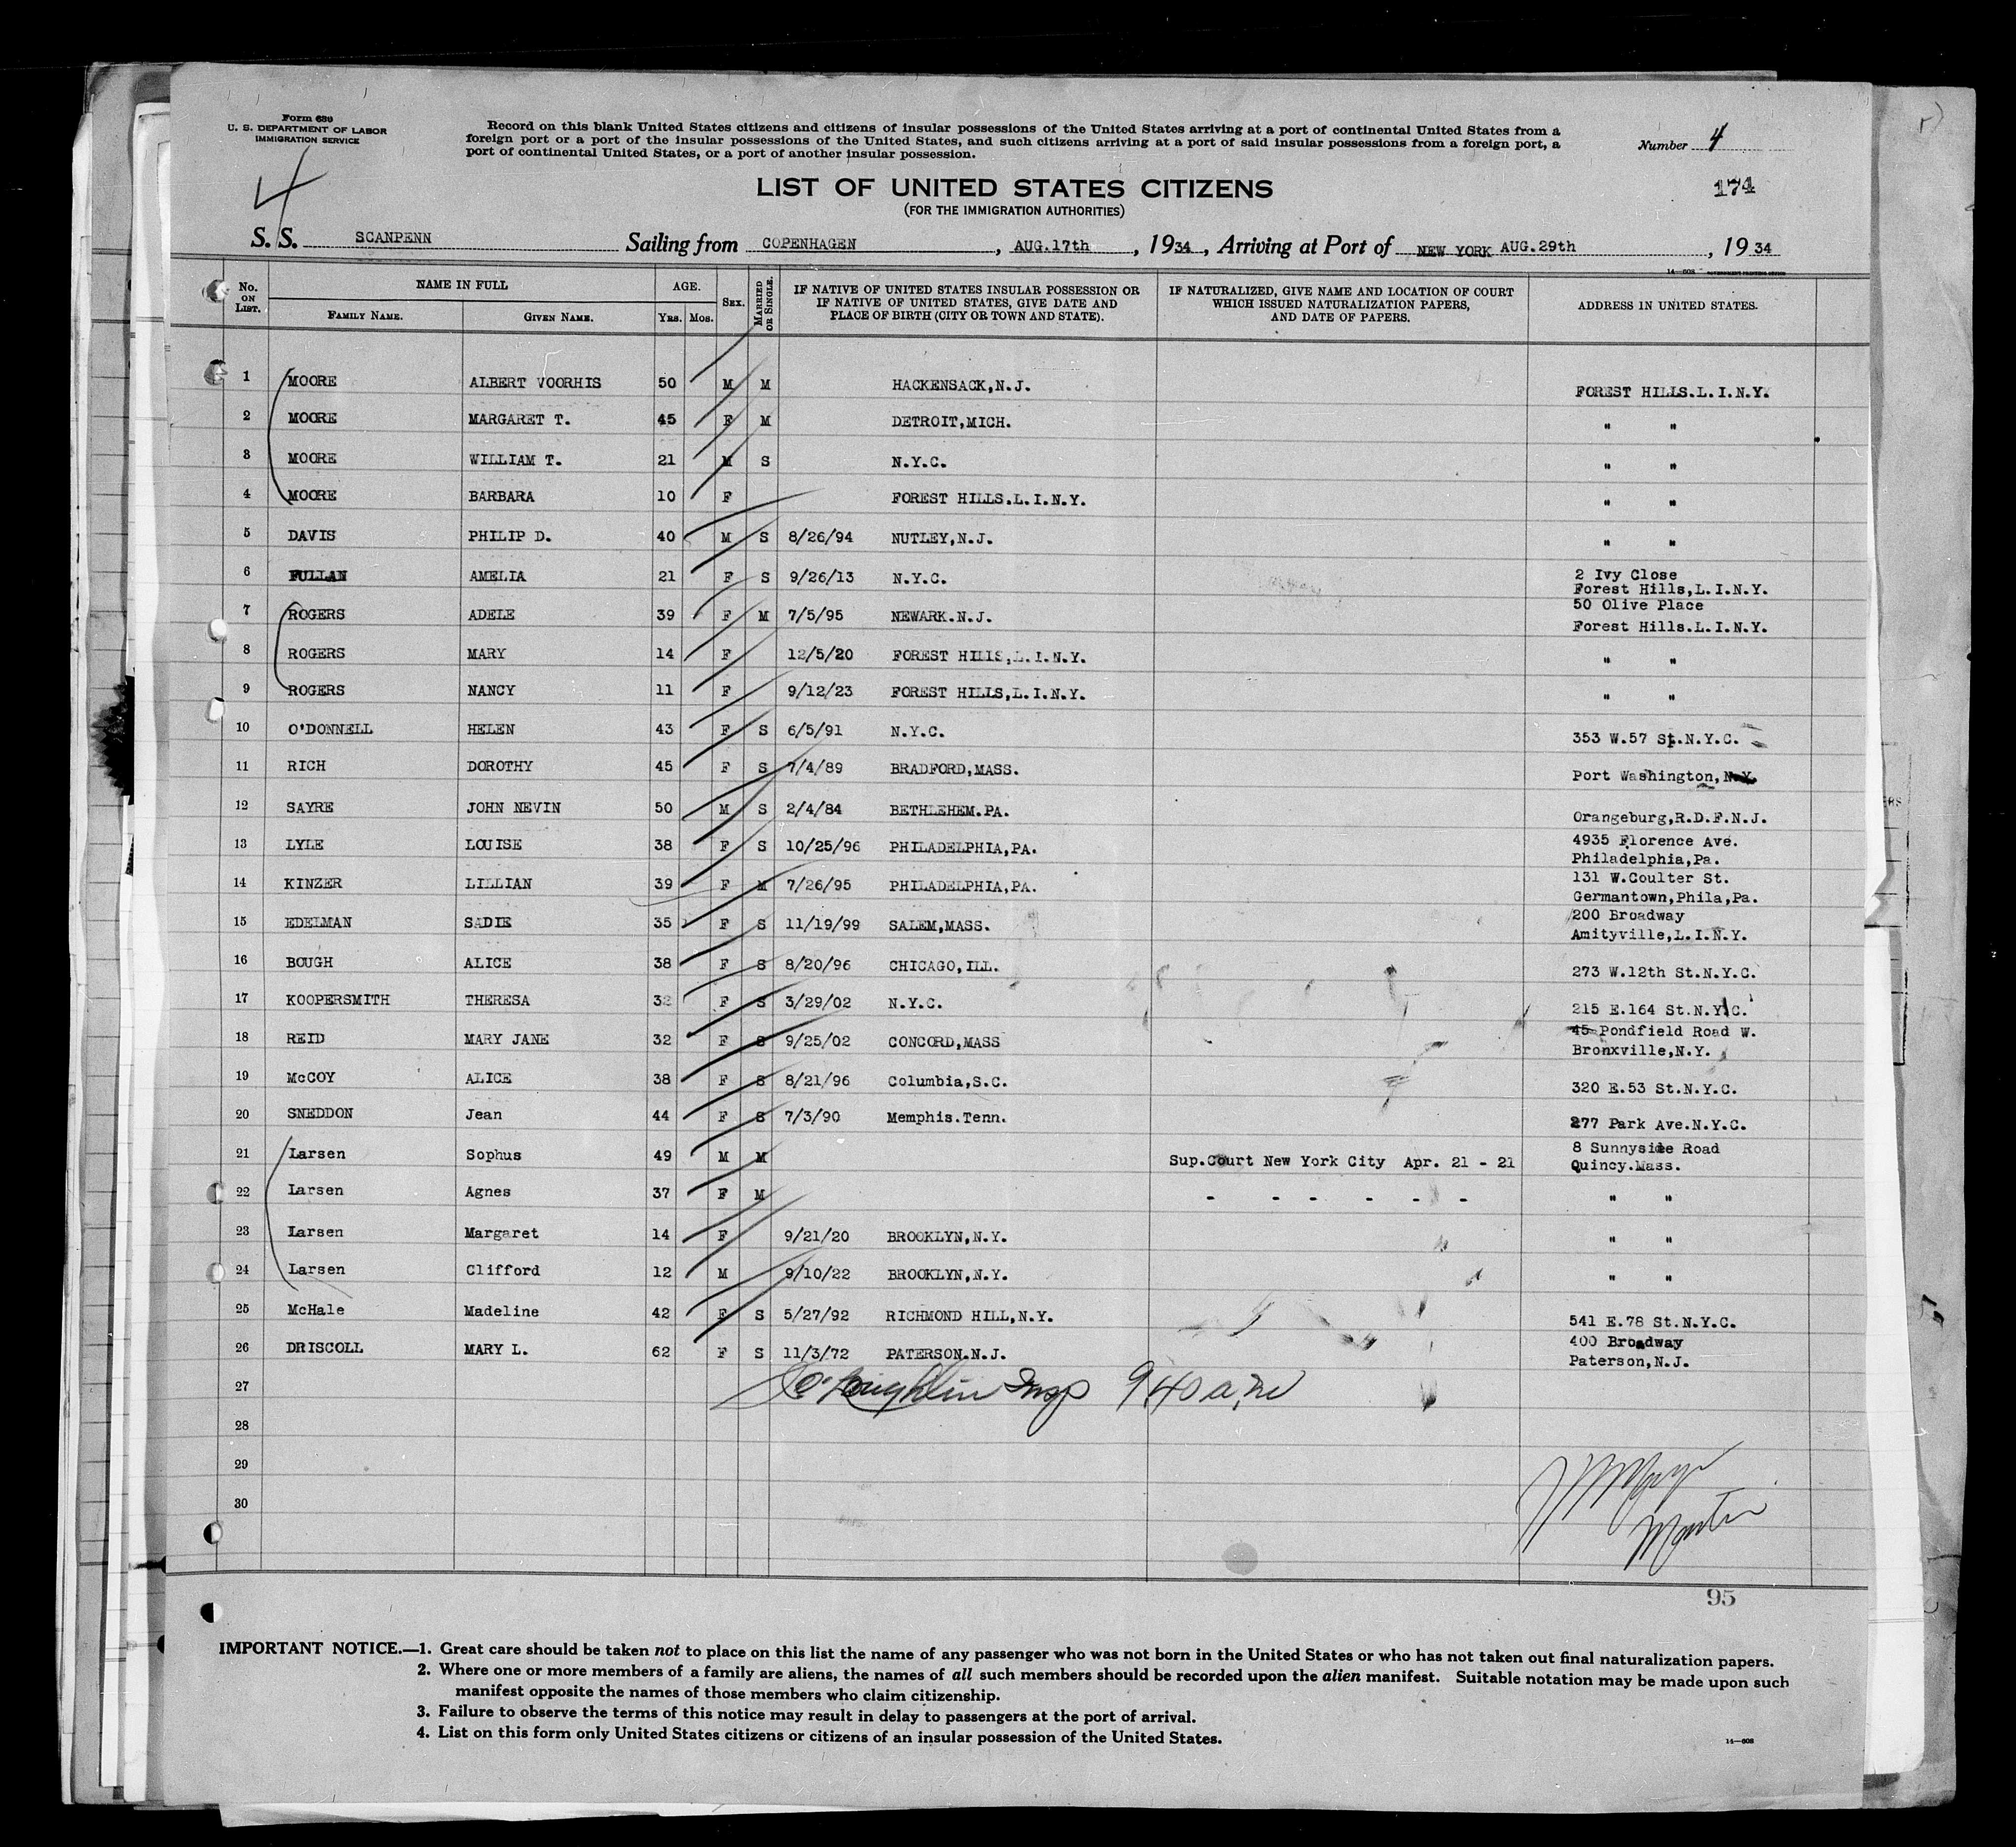 Form 630
U. S. DEPARTMENT OF LABOR
IMMIGRATION SERVICE
4
Record on this blank United States citizens and citizens of insular possessions of the United States arriving at a port of continental United States from a
foreign port or a port of the insular possessions of the United States, and such citizens arriving at a port of said insular possessions from a foreign port, a
port of continental United States, or a port of another insular possession.
Number 4
174
LIST OF UNITED STATES CITIZENS
(FOR THE IMMIGRATION AUTHORITIES)
S. S. SCANPENN Sailing from COPENHAGEN, AUG.17th, 1934, Arriving at Port of NEW YORK AUG.29th, 1934
14—608 GOVERNMENT PRINTING OFFICE
No. ON LIST. NAME IN FULL FAMILY NAME. GIVEN NAME. AGE. YRS. MOS. SEX. MARRIED OR SINGLE. IF NATIVE OF UNITED STATES INSULAR POSSESSION OR IF NATIVE OF UNITED STATES, GIVE DATE AND PLACE OF BIRTH (CITY OR TOWN AND STATE). IF NATURALIZED, GIVE NAME AND LOCATION OF COURT WHICH ISSUED NATURALIZATION PAPERS, AND DATE OF PAPERS. ADDRESS IN UNITED STATES.
1 MOORE ALBERT VOORHIS 50 M M HACKENSACK,N.J. FOREST HILLS.L.I.N.Y.
2 MOORE MARGARET T. 45 F M DETROIT,MICH. " "
3 MOORE WILLIAM T. 21 M S N.Y.C. " "
4 MOORE BARBARA 10 F FOREST HILLS.L.I.N.Y. " "
5 DAVIS PHILIP D. 40 M S 8/26/94 NUTLEY,N.J. " "
6 FULLAN AMELIA 21 F S 9/26/13 N.Y.C. 2 Ivy Close
Forest Hills,L.I.N.Y.
7 ROGERS ADELE 39 F M 7/5/95 NEWARK.N.J. 50 Olive Place
Forest Hills.L.I.N.Y.
8 ROGERS MARY 14 F 12/5/20 FOREST HILLS,L.I.N.Y. " "
9 ROGERS NANCY 11 F 9/12/23 FOREST HILLS,L.I.N.Y. " "
10 O'DONNELL HELEN 43 F S 6/5/91 N.Y.C. 353 W.57 St.N.Y.C.
11 RICH DOROTHY 45 F S 7/4/89 BRADFORD,MASS. Port Washington,N.Y.
12 SAYRE JOHN NEVIN 50 M S 2/4/84 BETHLEHEM.PA. Orangeburg,R.D.F.N.J.
13 LYLE LOUISE 38 F S 10/25/96 PHILADELPHIA,PA. 4935 Florence Ave.
Philadelphia,Pa.
14 KINZER LILLIAN 39 F M 7/26/95 PHILADELPHIA,PA. 131 W.Coulter St.
Germantown,Phila,Pa.
15 EDELMAN SADIE 35 F S 11/19/99 SALEM,MASS. 200 Broadway
Amityville,L.I.N.Y.
16 BOUGH ALICE 38 F S 8/20/96 CHICAGO,ILL. 273 W.12th St.N.Y.C.
17 KOOPERSMITH THERESA 32 F S 3/29/02 N.Y.C. 215 E.164 St.N.Y.C.
18 REID MARY JANE 32 F S 9/25/02 CONCORD,MASS 45 Pondfield Road W.
Bronxville,N.Y.
19 McCOY ALICE 38 F S 8/21/96 Columbia,S.C. 320 E.53 St.N.Y.C.
20 SNEDDON Jean 44 F S 7/3/90 Memphis.Tenn. 277 Park Ave.N.Y.C.
21 Larsen Sophus 49 M M Sup.Court New York City Apr. 21 - 21 8 Sunnyside Road
Quincy.Mass.
22 Larsen Agnes 37 F M - - - - - - " "
23 Larsen Margaret 14 F 9/21/20 BROOKLYN,N.Y. " "
24 Larsen Clifford 12 M 9/10/22 BROOKLYN,N.Y. " "
25 McHale Madeline 42 F S 5/27/92 RICHMOND HILL,N.Y. 541 E.78 St.N.Y.C.
26 DRISCOLL MARY L. 62 F S 11/3/72 PATERSON.N.J. 400 Broadway
Paterson,N.J.
27 Insp 940 a.m
28
29
30
Master
95
IMPORTANT NOTICE.—1. Great care should be taken not to place on this list the name of any passenger who was not born in the United States or who has not taken out final naturalization papers.
2. Where one or more members of a family are aliens, the names of all such members should be recorded upon the alien manifest. Suitable notation may be made upon such
manifest opposite the names of those members who claim citizenship.
3. Failure to observe the terms of this notice may result in delay to passengers at the port of arrival.
4. List on this form only United States citizens or citizens of an insular possession of the United States.
14—608